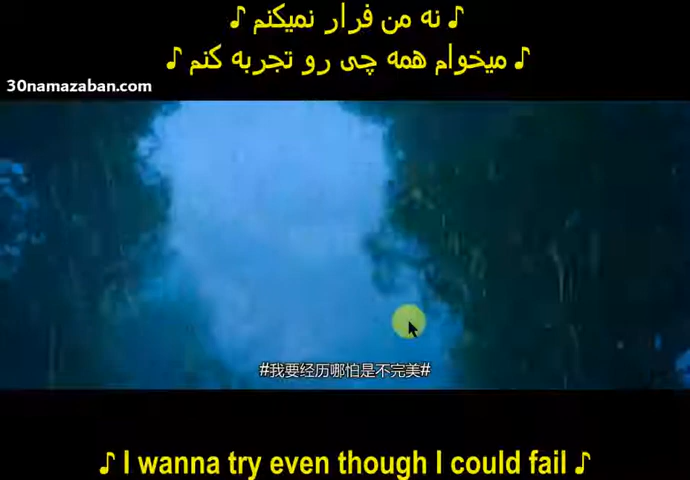 ♪ نه من فرار نمیکنم ♪
♪ میخوام همه چی رو تجربه کنم ♪
30namazaban.com
#我要经历哪怕是不完美#
♪ I wanna try even though I could fail ♪